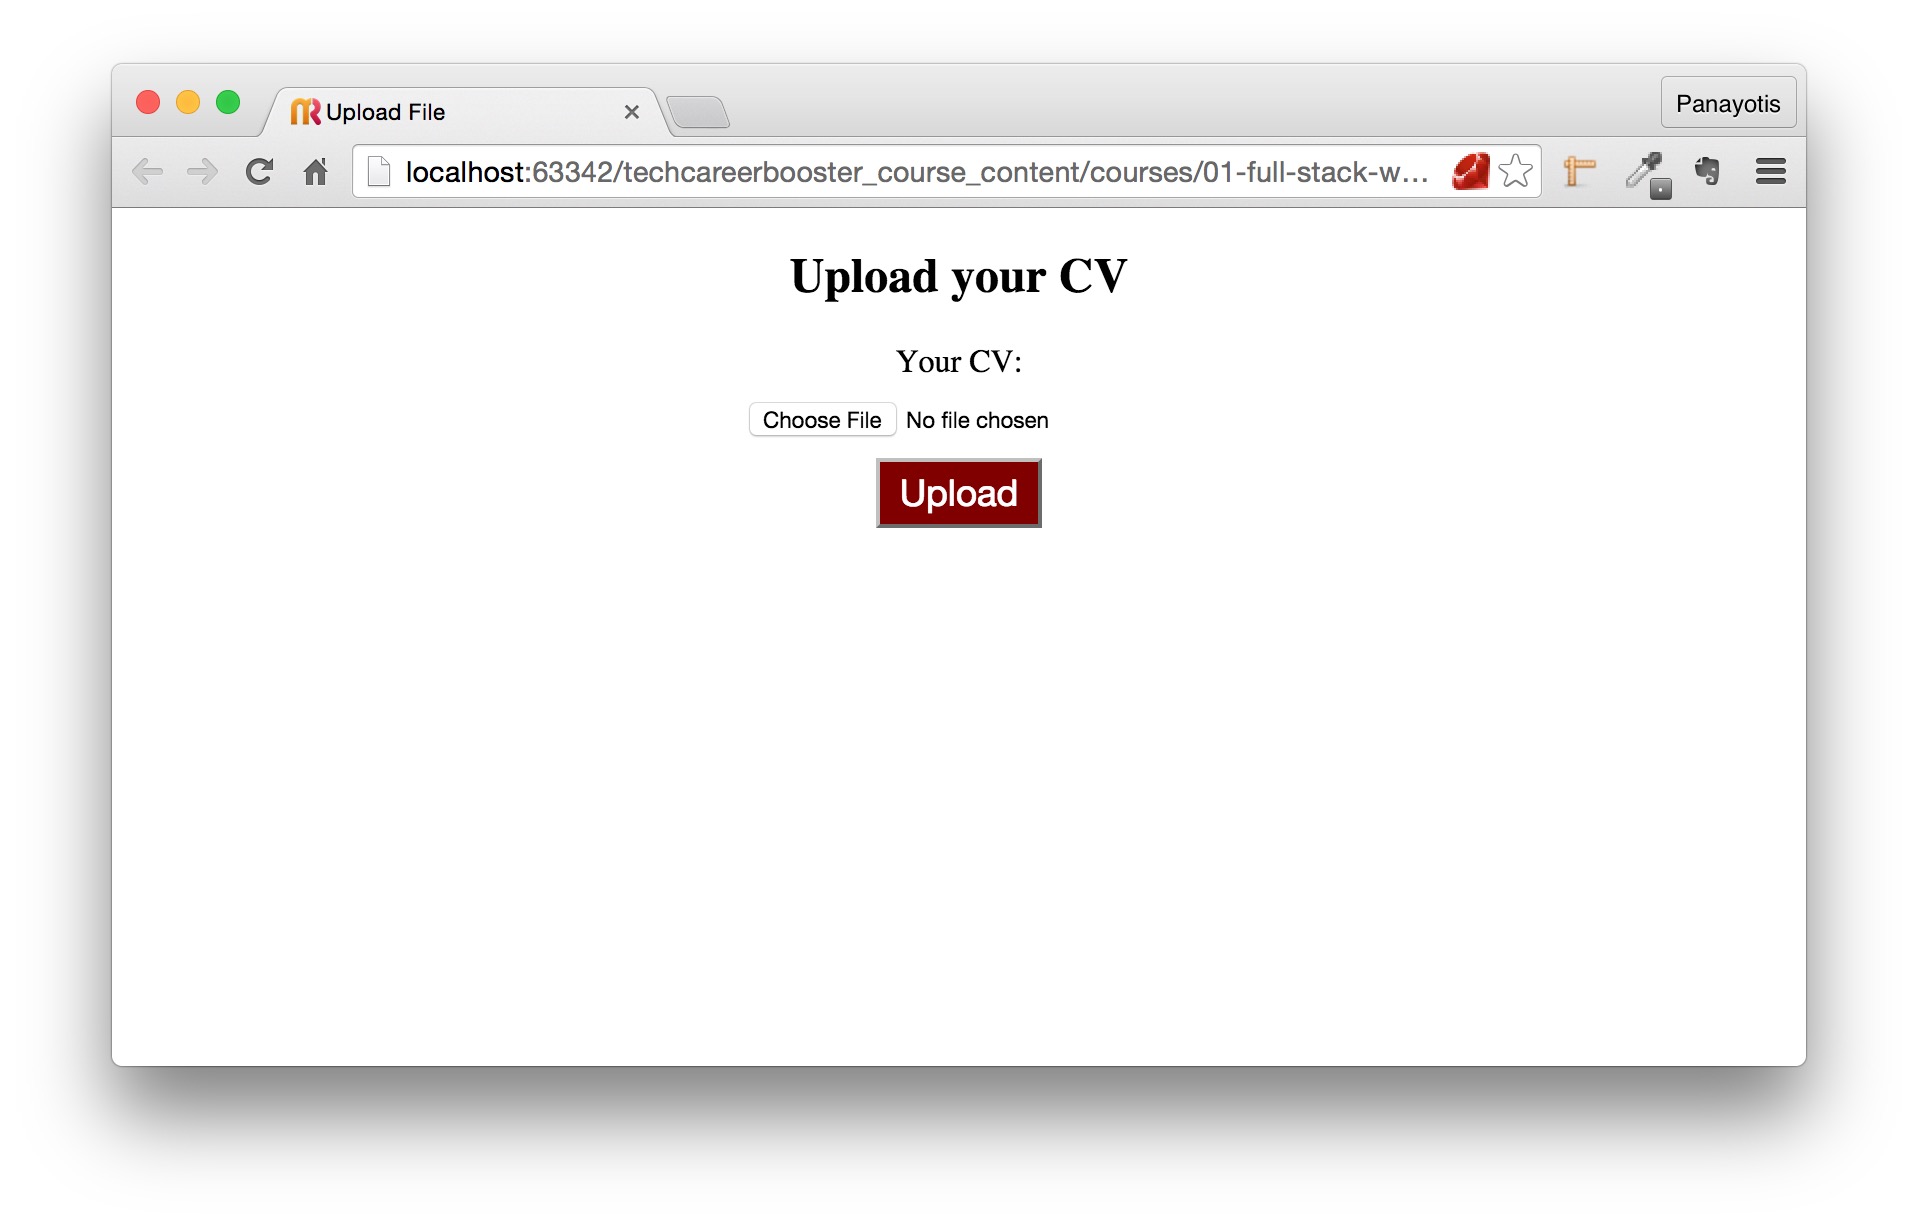 Upload File
Panayotis
localhost:63342/techcareerbooster_course_content/courses/01-full-stack-w...
Upload your CV
Your CV:
Choose File No file chosen
Upload